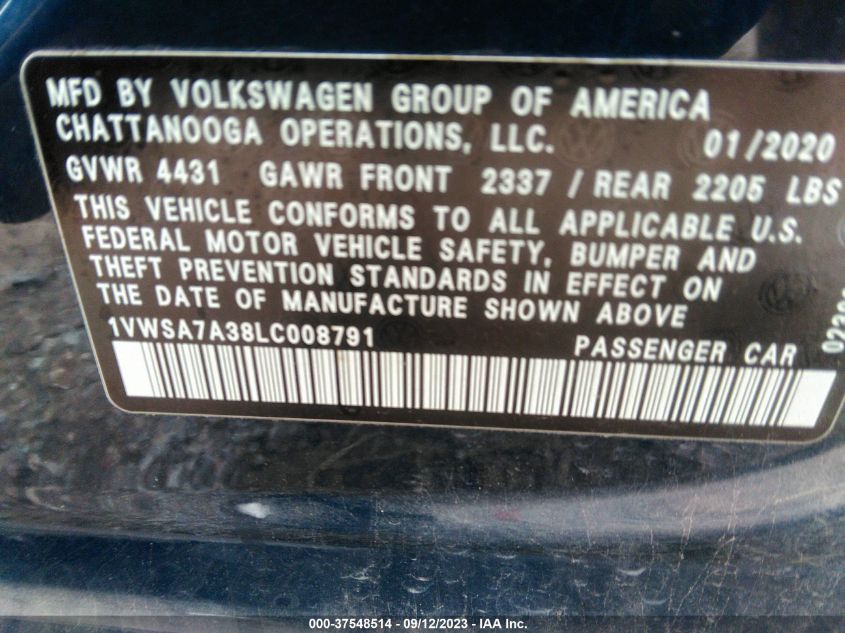 MFD BY VOLKSWAGEN GROUP OF AMERICA
CHATTANOOGA OPERATIONS, LLC. 01/2020
GVWR 4431 GAWR FRONT 2337 / REAR 2205 LBS
THIS VEHICLE CONFORMS TO ALL APPLICABLE U.S.
FEDERAL MOTOR VEHICLE SAFETY, BUMPER AND
THEFT PREVENTION STANDARDS IN EFFECT ON
THE DATE OF MANUFACTURE SHOWN ABOVE
1VWSA7A38LC008791 PASSENGER CAR
000-37548514 - 09/12/2023 - IAA Inc.